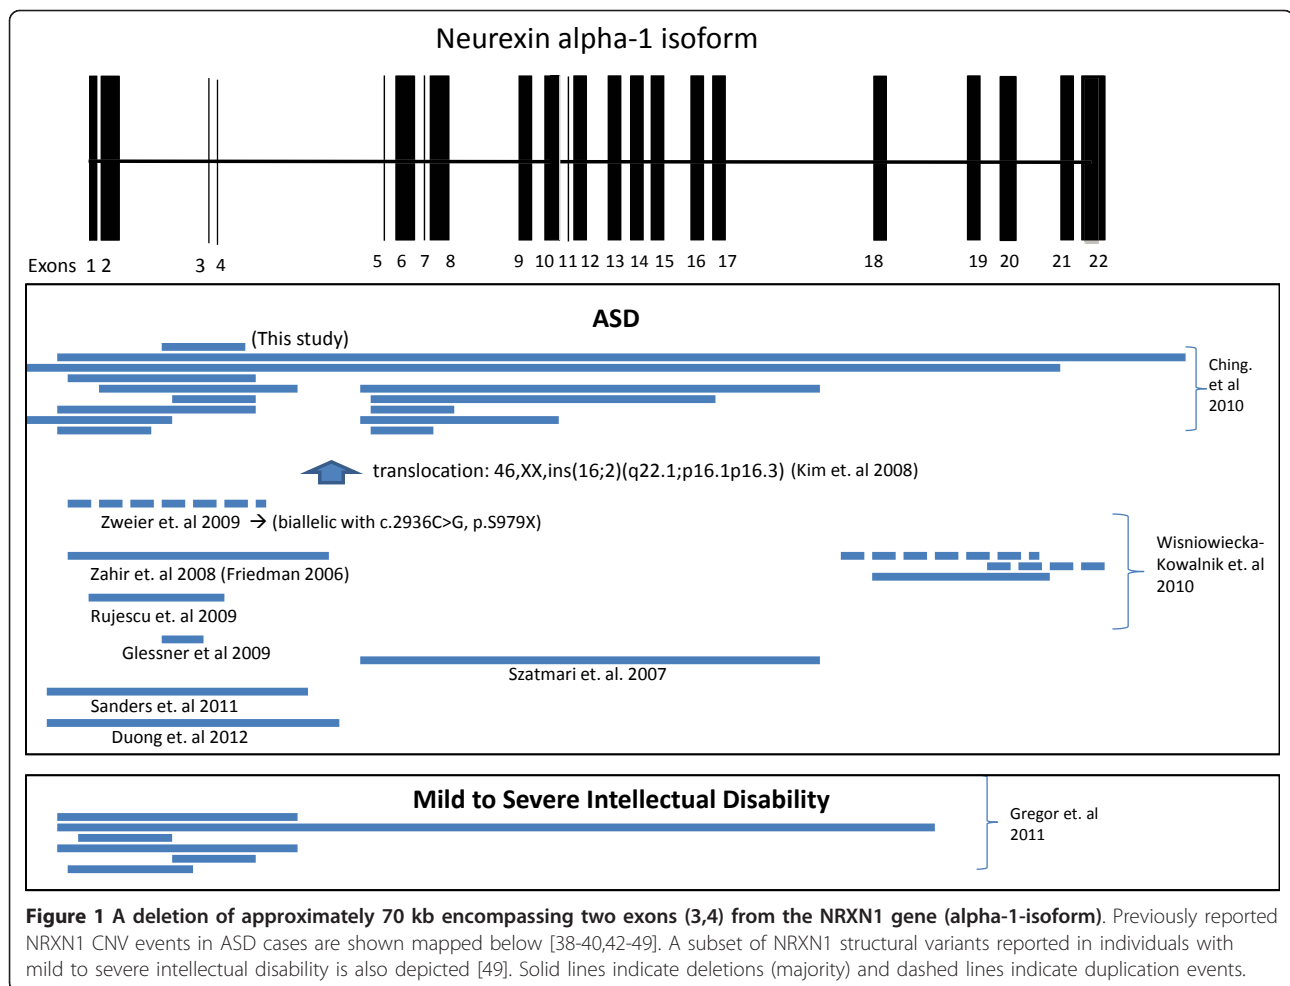 Neurexin alpha-1 isoform
Exons 1 2 3 4 5 6 7 8 9 10 11 12 13 14 15 16 17 18 19 20 21 22
ASD
(This study)
Ching.
et al
2010
translocation: 46,XX,ins(16;2)(q22.1;p16.1p16.3) (Kim et. al 2008)
Zweier et. al 2009 → (biallelic with c.2936C>G, p.S979X)
Wisniowiecka-
Kowalnik et. al
2010
Zahir et. al 2008 (Friedman 2006)
Rujescu et. al 2009
Glessner et al 2009
Szatmari et. al. 2007
Sanders et. al 2011
Duong et. al 2012
Mild to Severe Intellectual Disability
Gregor et. al
2011
Figure 1 A deletion of approximately 70 kb encompassing two exons (3,4) from the NRXN1 gene (alpha-1-isoform). Previously reported
NRXN1 CNV events in ASD cases are shown mapped below [38-40,42-49]. A subset of NRXN1 structural variants reported in individuals with
mild to severe intellectual disability is also depicted [49]. Solid lines indicate deletions (majority) and dashed lines indicate duplication events.